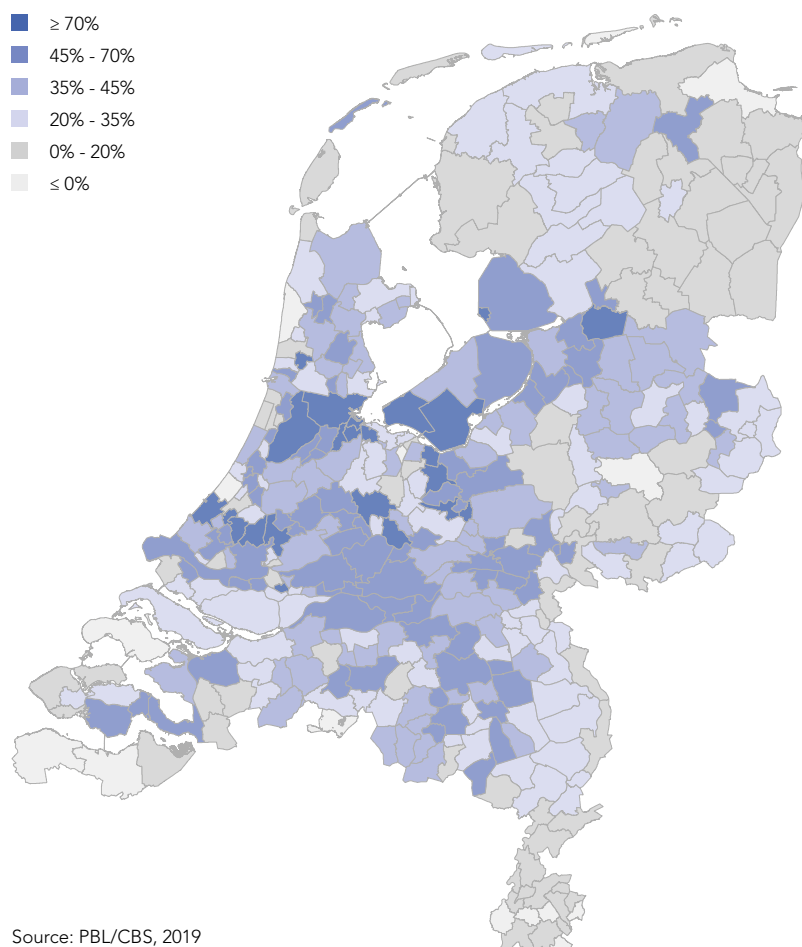 ≥ 70%
45% - 70%
35% - 45%
20% - 35%
0% - 20%
≤ 0%
Source: PBL/CBS, 2019